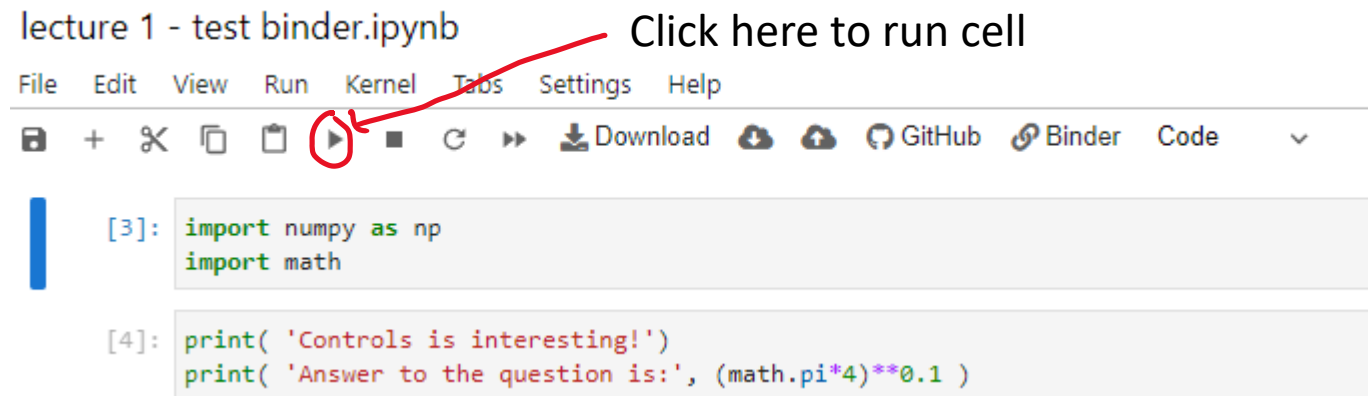 lecture 1 - test binder.ipynb
Click here to run cell
File Edit View Run Kernel Tabs Settings Help
Download GitHub Binder Code
[3]: import numpy as np
import math
[4]: print( 'Controls is interesting!')
print( 'Answer to the question is:', (math.pi*4)**0.1 )